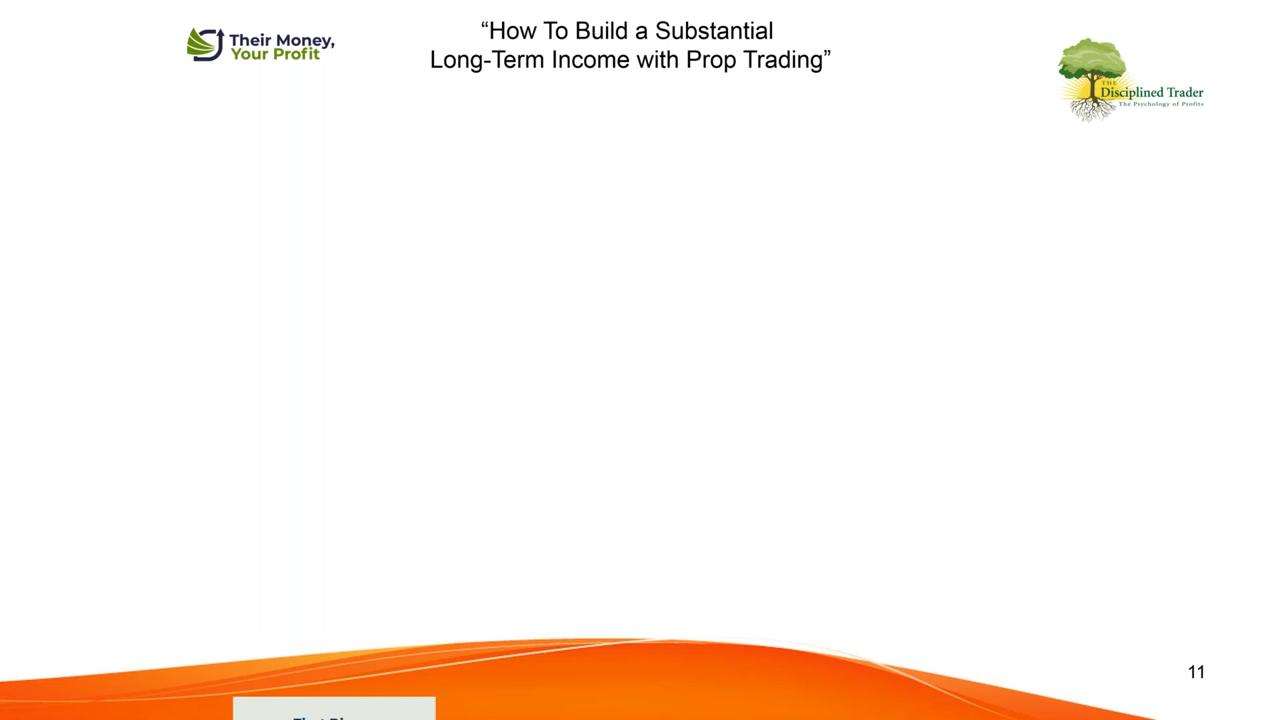 “How To Build a Substantial
Long-Term Income with Prop Trading”
Their Money,
Your Profit
THE
Disciplined Trader
The Psychology of Profits
11